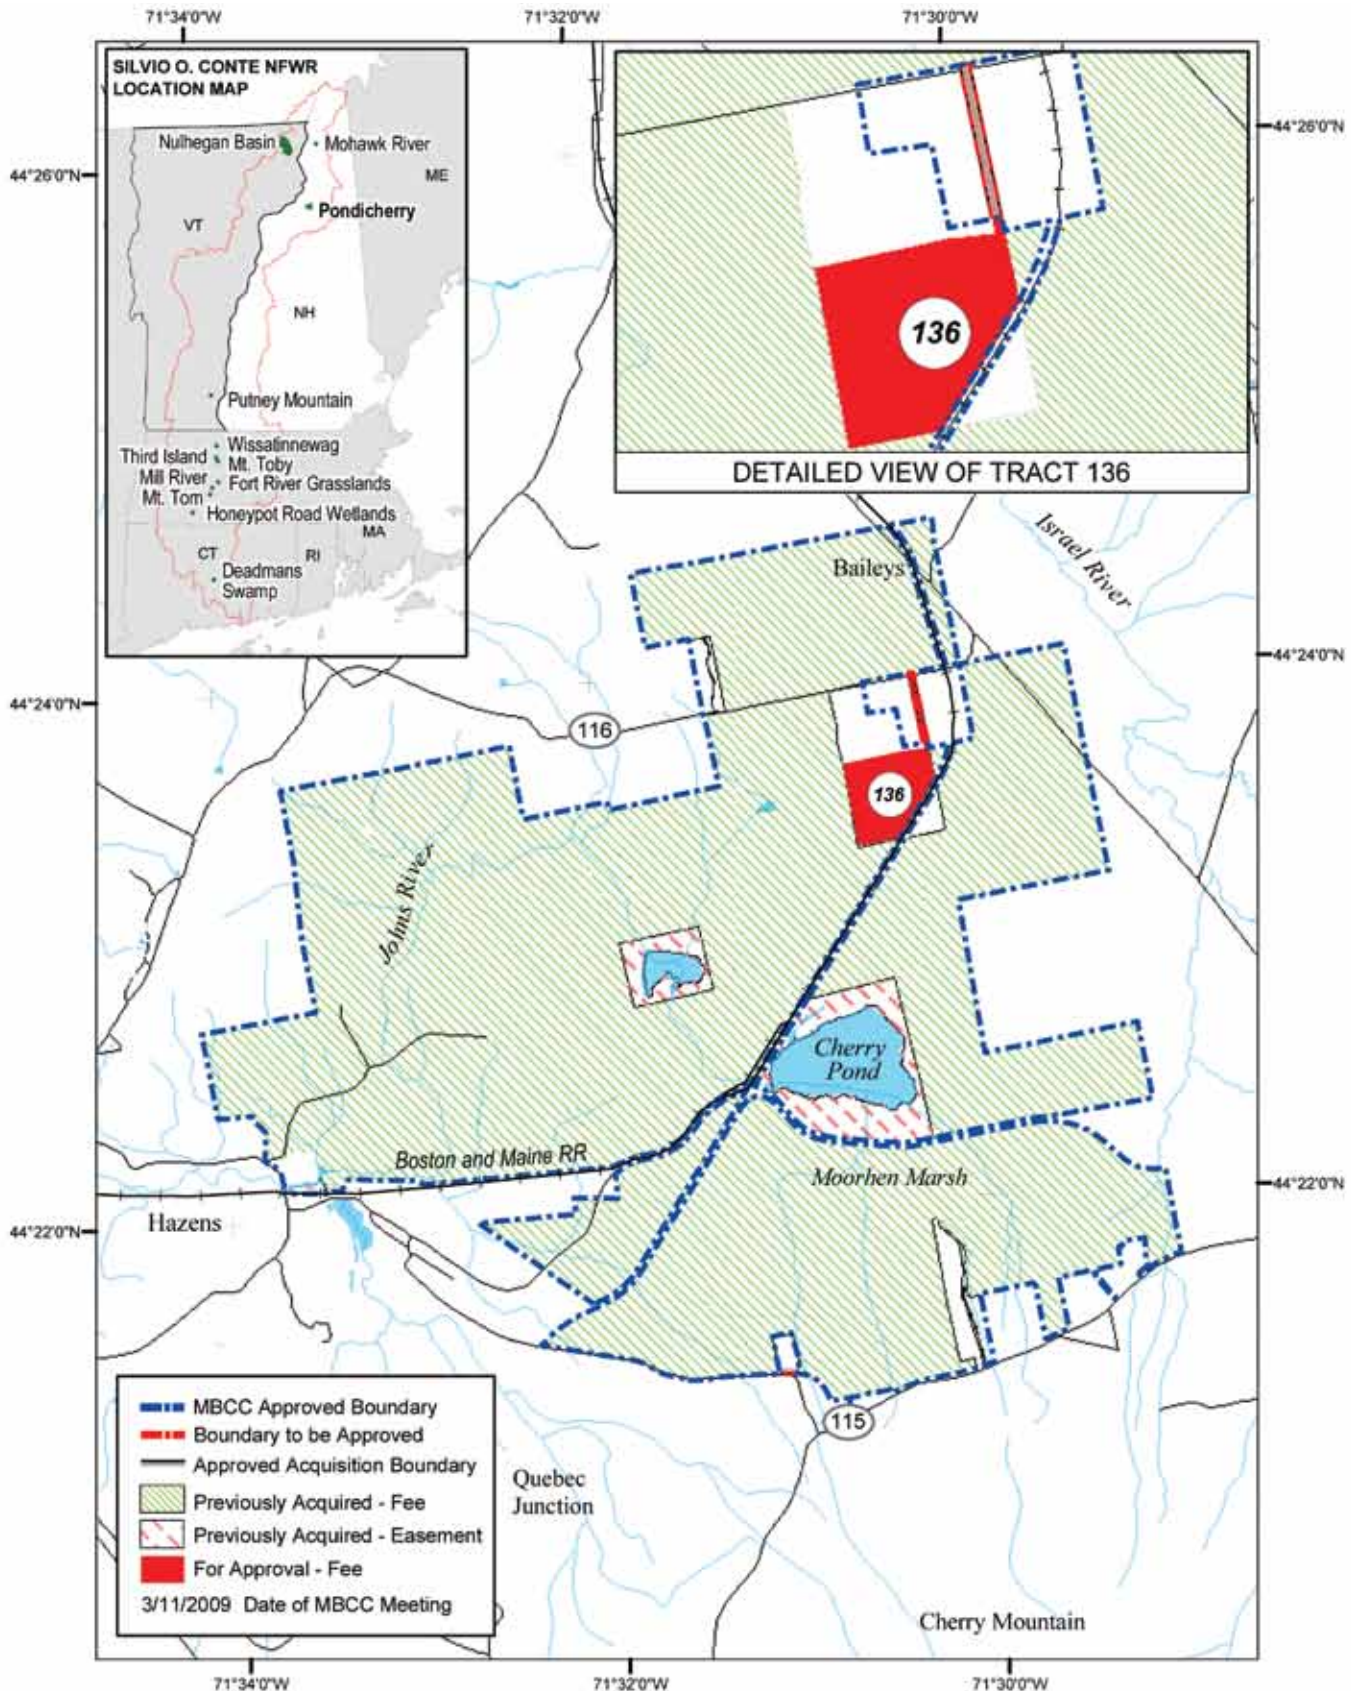 71°34'0"W
71°32'0"W
71°30'0"W
SILVIO O. CONTE NFWR
LOCATION MAP
Nulhegan Basin
Mohawk River
ME
Pondicherry
VT
NH
Putney Mountain
Wissatinnewag
Third Island
Mt. Toby
Mill River
Fort River Grasslands
Mt. Tom
Honeypot Road Wetlands
MA
CT
RI
Deadmans
Swamp
136
DETAILED VIEW OF TRACT 136
44°26'0"N
44°26'0"N
Israel River
Baileys
44°24'0"N
44°24'0"N
116
136
Johns River
Cherry
Pond
Boston and Maine RR
Moorhen Marsh
44°22'0"N
44°22'0"N
Hazens
115
MBCC Approved Boundary
Boundary to be Approved
Approved Acquisition Boundary
Previously Acquired - Fee
Previously Acquired - Easement
For Approval - Fee
3/11/2009 Date of MBCC Meeting
Quebec
Junction
Cherry Mountain
71°34'0"W
71°32'0"W
71°30'0"W